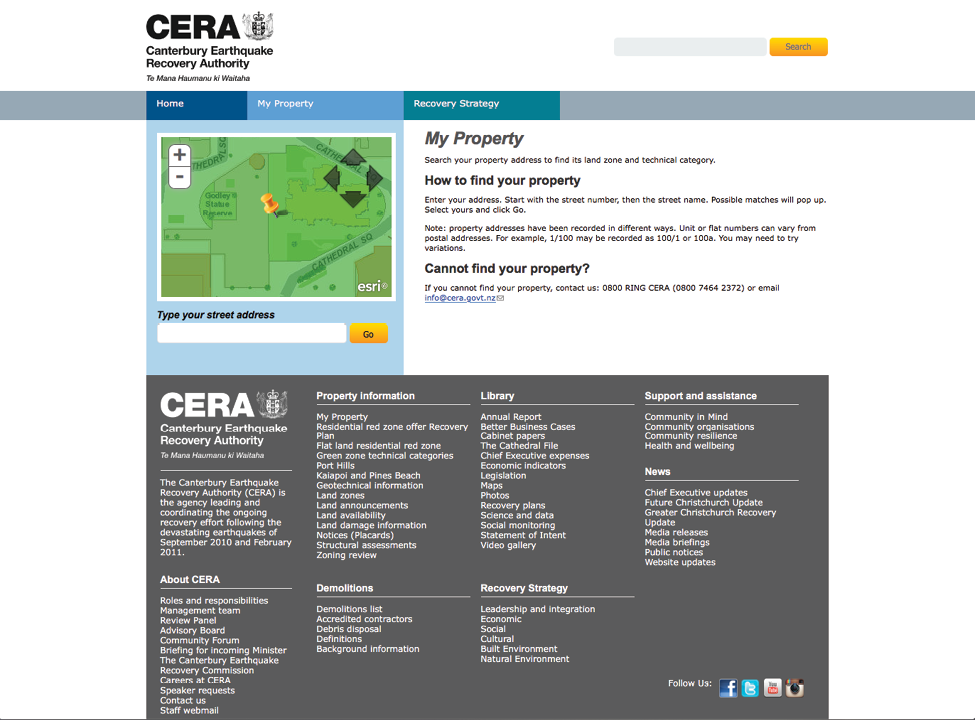 CERA
Canterbury Earthquake
Recovery Authority
Te Mana Haumanu ki Waitaha
Search
Home
My Property
Recovery Strategy
CATHEDRAL
Godley
Statue
Reserve
CATHEDRAL SQ
esri
Type your street address
Go
My Property
Search your property address to find its land zone and technical category.
How to find your property
Enter your address. Start with the street number, then the street name. Possible matches will pop up.
Select yours and click Go.
Note: property addresses have been recorded in different ways. Unit or flat numbers can vary from
postal addresses. For example, 1/100 may be recorded as 100/1 or 100a. You may need to try
variations.
Cannot find your property?
If you cannot find your property, contact us: 0800 RING CERA (0800 7464 2372) or email
info@cera.govt.nz
CERA
Canterbury Earthquake
Recovery Authority
Te Mana Haumanu ki Waitaha
The Canterbury Earthquake
Recovery Authority (CERA) is
the agency leading and
coordinating the ongoing
recovery effort following the
devastating earthquakes of
September 2010 and February
2011.
About CERA
Roles and responsibilities
Management team
Review Panel
Advisory Board
Community Forum
Briefing for incoming Minister
The Canterbury Earthquake
Recovery Commission
Careers at CERA
Speaker requests
Contact us
Staff webmail
Property information
My Property
Residential red zone offer Recovery
Plan
Flat land residential red zone
Green zone technical categories
Port Hills
Kaiapoi and Pines Beach
Geotechnical information
Land zones
Land announcements
Land availability
Land damage information
Notices (Placards)
Structural assessments
Zoning review
Demolitions
Demolitions list
Accredited contractors
Debris disposal
Definitions
Background information
Library
Annual Report
Better Business Cases
Cabinet papers
The Cathedral File
Chief Executive expenses
Economic indicators
Legislation
Maps
Photos
Recovery plans
Science and data
Social monitoring
Statement of Intent
Video gallery
Recovery Strategy
Leadership and integration
Economic
Social
Cultural
Built Environment
Natural Environment
Support and assistance
Community in Mind
Community organisations
Community resilience
Health and wellbeing
News
Chief Executive updates
Future Christchurch Update
Greater Christchurch Recovery
Update
Media releases
Media briefings
Public notices
Website updates
Follow Us: